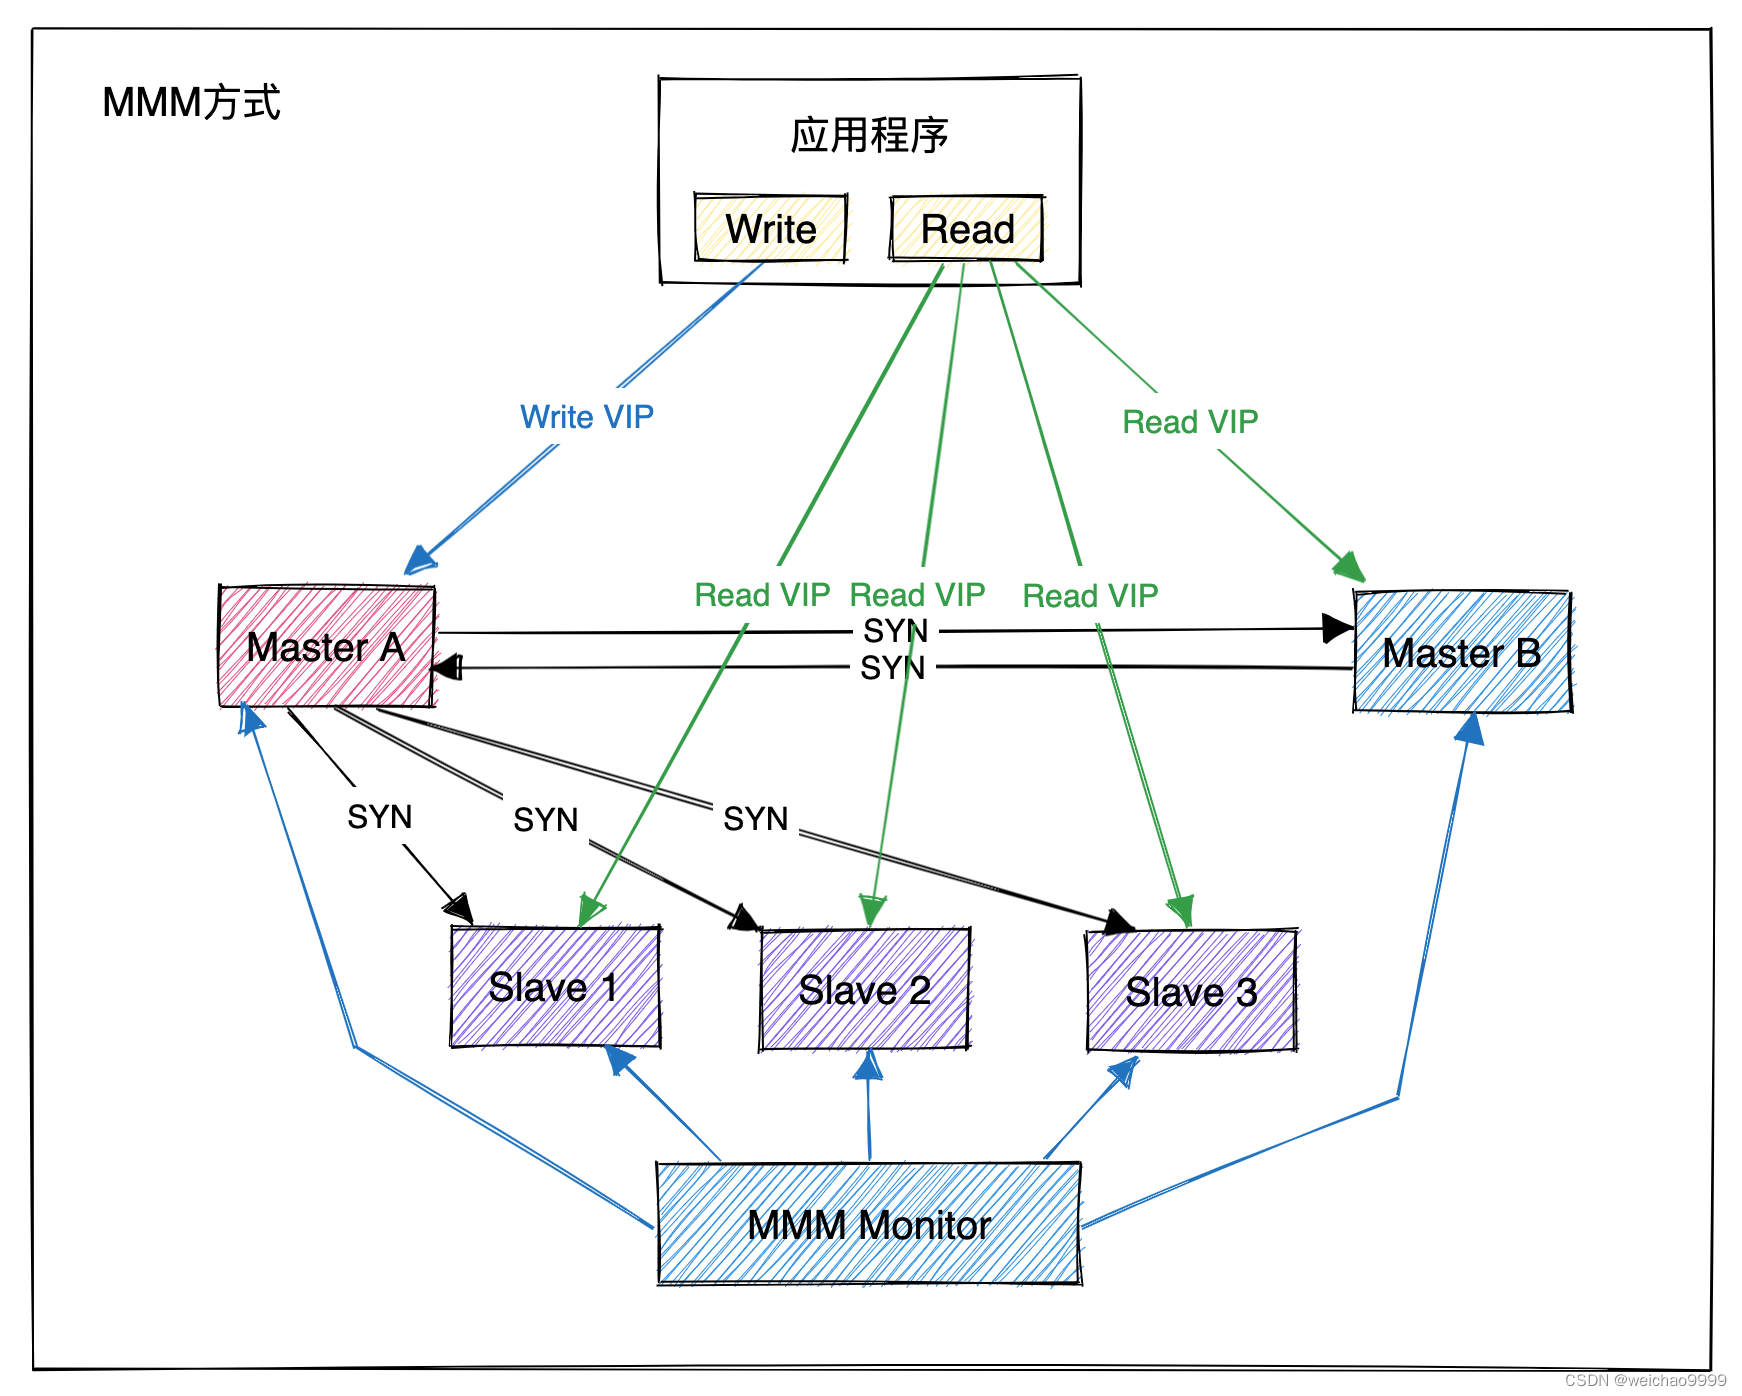 MMM方式
应用程序
Write
Read
Write VIP
Read VIP
Read VIP
Read VIP
Read VIP
SYN
SYN
Master A
Master B
SYN
SYN
SYN
Slave 1
Slave 2
Slave 3
MMM Monitor
CSDN @weichao9999